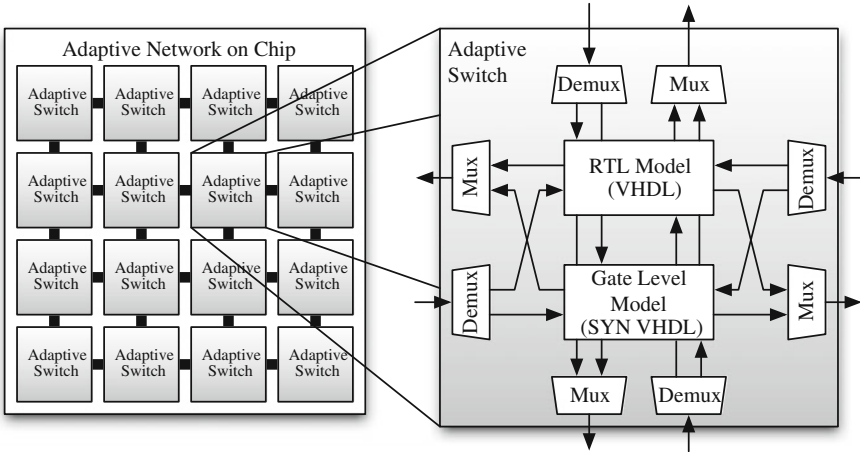 Adaptive Network on Chip
Adaptive
Switch
Adaptive
Switch
Adaptive
Switch
Adaptive
Switch
Adaptive
Switch
Adaptive
Switch
Adaptive
Switch
Adaptive
Switch
Adaptive
Switch
Adaptive
Switch
Adaptive
Switch
Adaptive
Switch
Adaptive
Switch
Adaptive
Switch
Adaptive
Switch
Adaptive
Switch
Adaptive
Switch
Demux
Mux
Mux
RTL Model
(VHDL)
Demux
Demux
Gate Level
Model
(SYN VHDL)
Mux
Mux
Demux